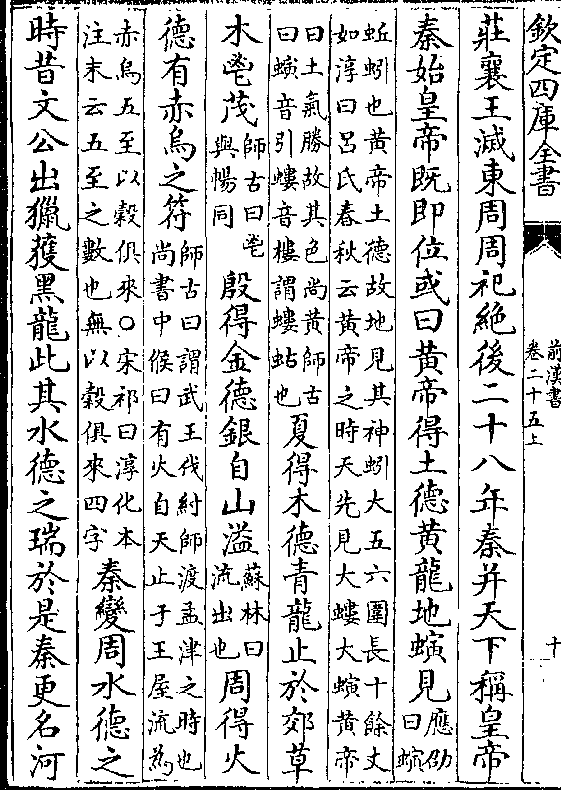 欽定四庫全書
前漢書
卷二十五上
十
莊襄王滅東周周祀絶後二十八年秦并天下稱皇帝
秦始皇帝既即位或曰黄帝得土德黄龍地螾見
應劭
曰螾
蚯蚓也黄帝土德故地見其神蚓大五六圍長十餘丈
如淳曰吕氏春秋云黄帝之時天先見大螻大螾黄帝
曰土氣勝故其色尚黄師古
曰螾音引螻音樓謂螻蛄也
夏得木德青龍止於郊草
木鬯茂
師古曰鬯
與暢同
殷得金德銀自山溢
蘇林曰
流出也
周得火
德有赤烏之符
師古曰謂武王伐紂師渡孟津之時也
尚書中候曰有火自天止于王屋流為
赤烏五至以穀俱來○宋祁曰淳化本
注末云五至之數也無以穀俱來四字
秦變周水德之
時昔文公出獵獲黑龍此其水德之瑞於是秦更名河